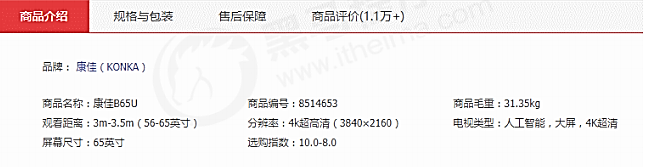 商品介绍 规格与包装 售后保障 商品评价(1.1万+)
品牌： 康佳（KONKA）
商品名称：康佳B65U 商品编号：8514653 商品毛重：31.35kg
观看距离：3m-3.5m（56-65英寸） 分辨率：4k超高清（3840×2160） 电视类型：人工智能，大屏，4K超清
屏幕尺寸：65英寸 选购指数：10.0-8.0
www.itheima.com